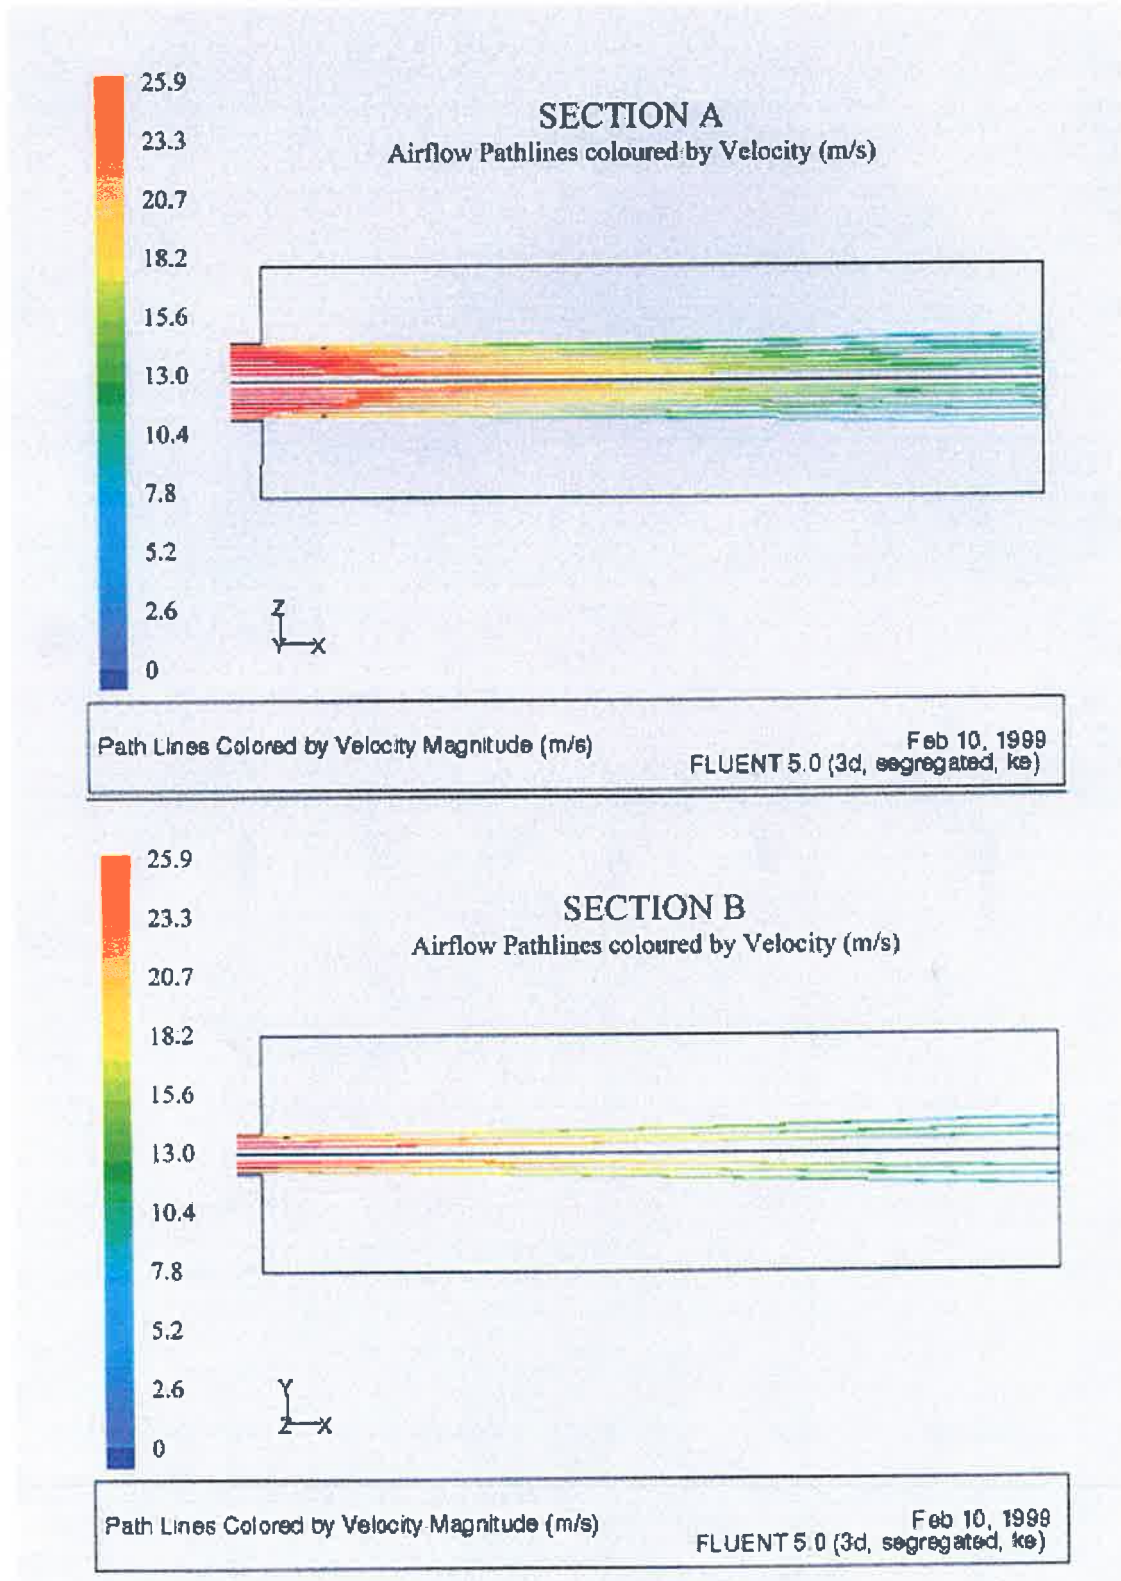 25.9
23.3
20.7
18.2
15.6
13.0
10.4
7.8
5.2
2.6
0
SECTION A
Airflow Pathlines coloured by Velocity (m/s)
Z
Y X
Path Lines Colored by Velocity Magnitude (m/s)
Feb 10, 1999
FLUENT 5.0 (3d, segregated, ke)
25.9
23.3
20.7
18.2
15.6
13.0
10.4
7.8
5.2
2.6
0
SECTION B
Airflow Pathlines coloured by Velocity (m/s)
Y
Z X
Path Lines Colored by Velocity Magnitude (m/s)
Feb 10, 1999
FLUENT 5.0 (3d, segregated, ke)